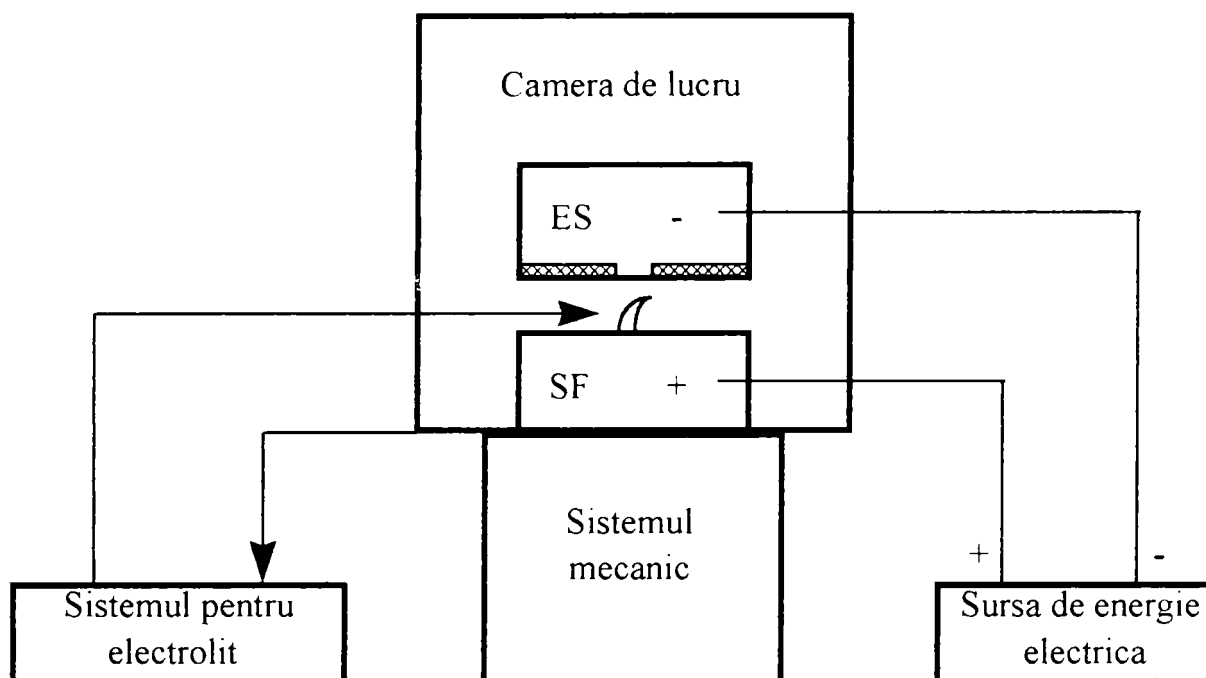 Camera de lucru
ES -
SF +
Sistemul
mecanic
+ -
Sistemul pentru
electrolit
Sursa de energie
electrica